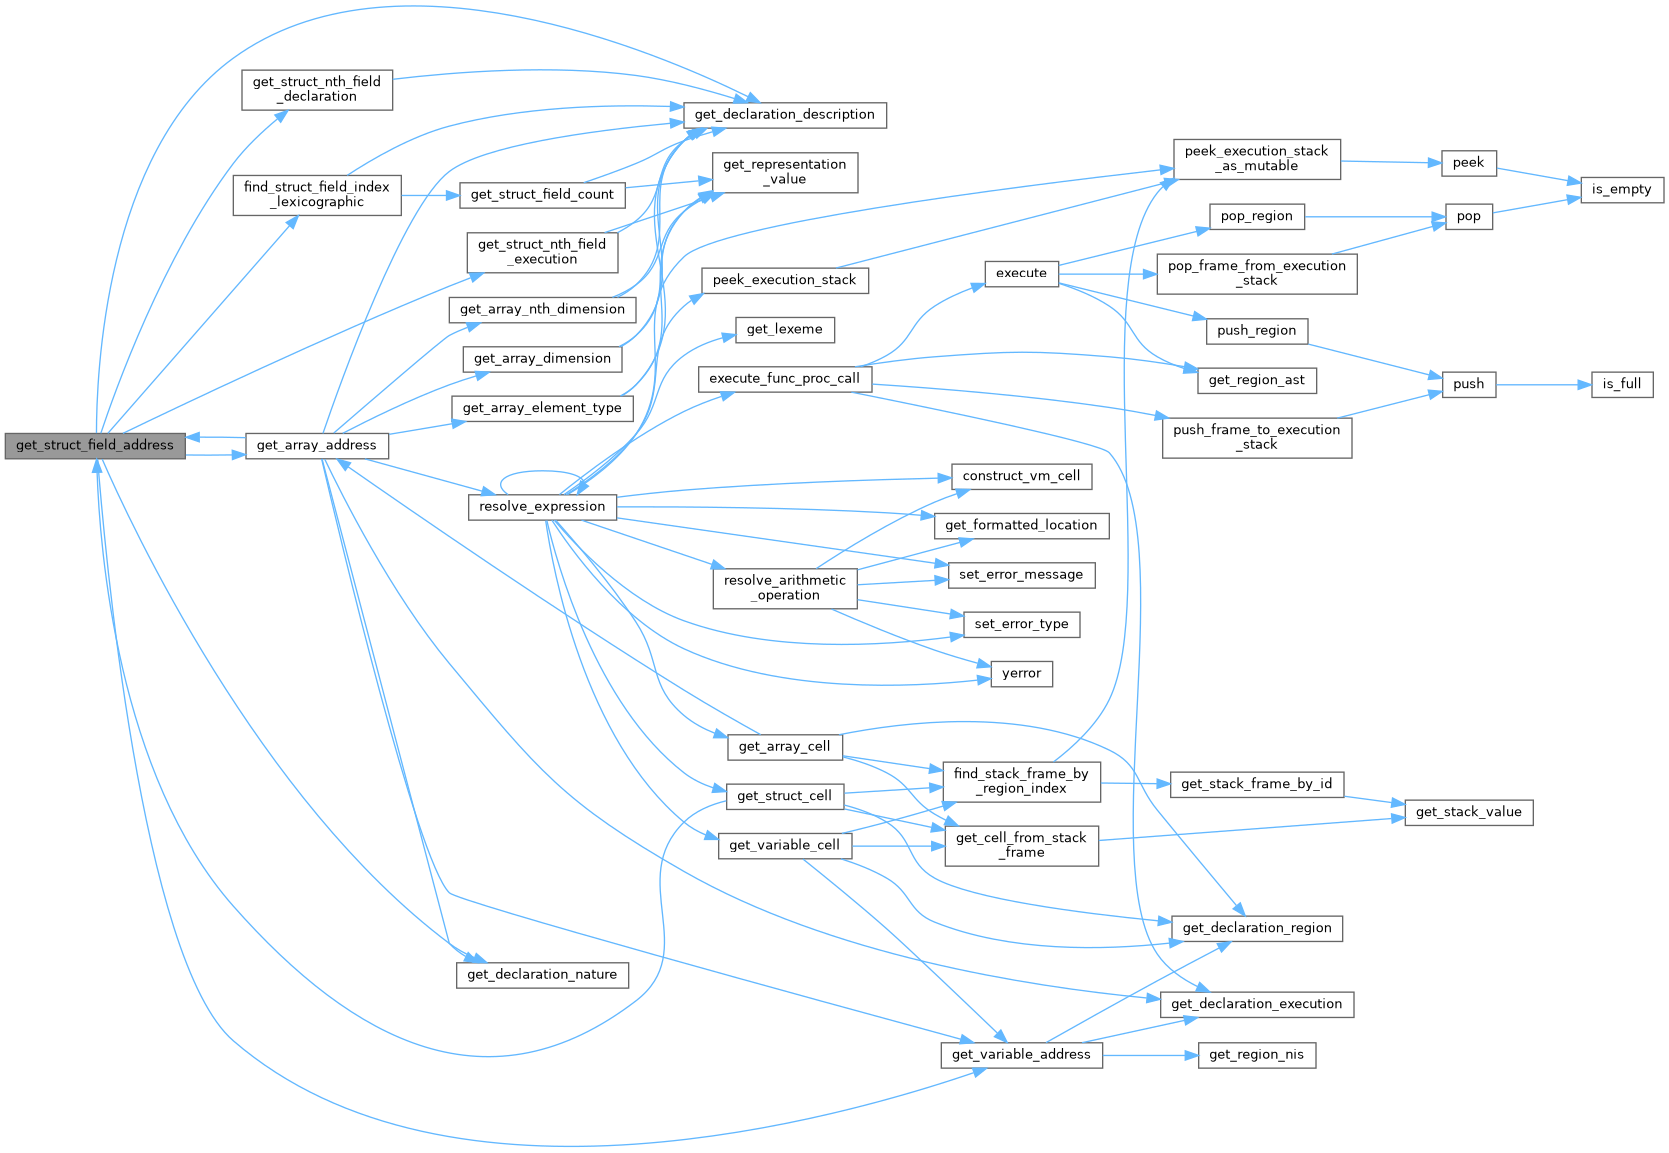 get_struct_field_address
get_struct_nth_field
_declaration
find_struct_field_index
_lexicographic
get_array_address
get_struct_field_count
get_struct_nth_field
_execution
get_array_nth_dimension
get_array_dimension
get_array_element_type
resolve_expression
get_declaration_nature
get_declaration_description
get_representation
_value
peek_execution_stack
get_lexeme
execute_func_proc_call
resolve_arithmetic
_operation
get_array_cell
get_struct_cell
get_variable_cell
execute
construct_vm_cell
get_formatted_location
set_error_message
set_error_type
yerror
find_stack_frame_by
_region_index
get_cell_from_stack
_frame
get_variable_address
peek_execution_stack
_as_mutable
pop_region
pop_frame_from_execution
_stack
push_region
get_region_ast
push_frame_to_execution
_stack
get_stack_frame_by_id
get_declaration_region
get_declaration_execution
get_region_nis
peek
pop
push
get_stack_value
is_empty
is_full